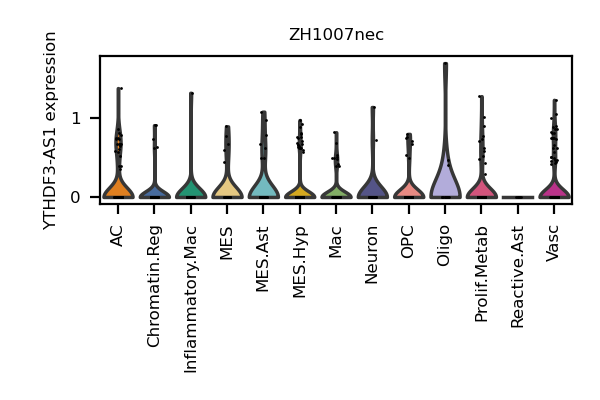 ZH1007nec
YTHDF3-AS1 expression
1
0
AC
Chromatin.Reg
Inflammatory.Mac
MES
MES.Ast
MES.Hyp
Mac
Neuron
OPC
Oligo
Prolif.Metab
Reactive.Ast
Vasc